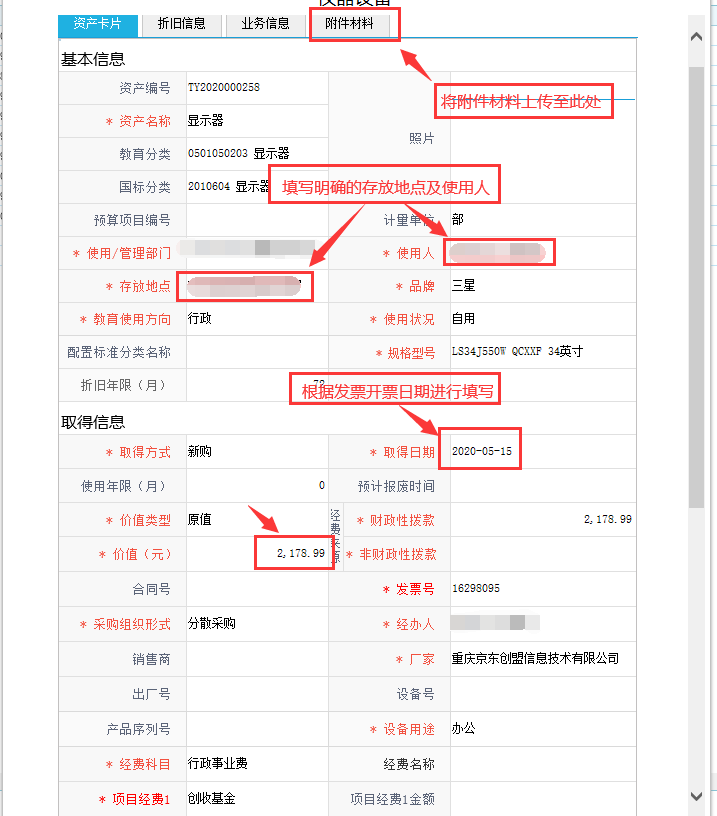 仪器设备
资产卡片 折旧信息 业务信息 附件材料
基本信息
资产编号 TY2020000258
将附件材料上传至此处
* 资产名称 显示器
照片
教育分类 0501050203 显示器
国标分类 2010604 显示器
填写明确的存放地点及使用人
预算项目编号 计量单位 部
* 使用/管理部门 * 使用人
* 存放地点 * 品牌 三星
* 教育使用方向 行政 * 使用状况 自用
配置标准分类名称 * 规格型号 LS34J550W QCXXF 34英寸
折旧年限（月） 72
根据发票开票日期进行填写
取得信息
* 取得方式 新购 * 取得日期 2020-05-15
使用年限（月） 0 预计报废时间
* 价值类型 原值 经费来源 * 财政性拨款 2,178.99
* 价值（元） 2,178.99 * 非财政性拨款
合同号 * 发票号 16298095
* 采购组织形式 分散采购 * 经办人
销售商 * 厂家 重庆京东创盟信息技术有限公司
出厂号 设备号
产品序列号 * 设备用途 办公
* 经费科目 行政事业费 经费名称
* 项目经费1 创收基金 项目经费1金额